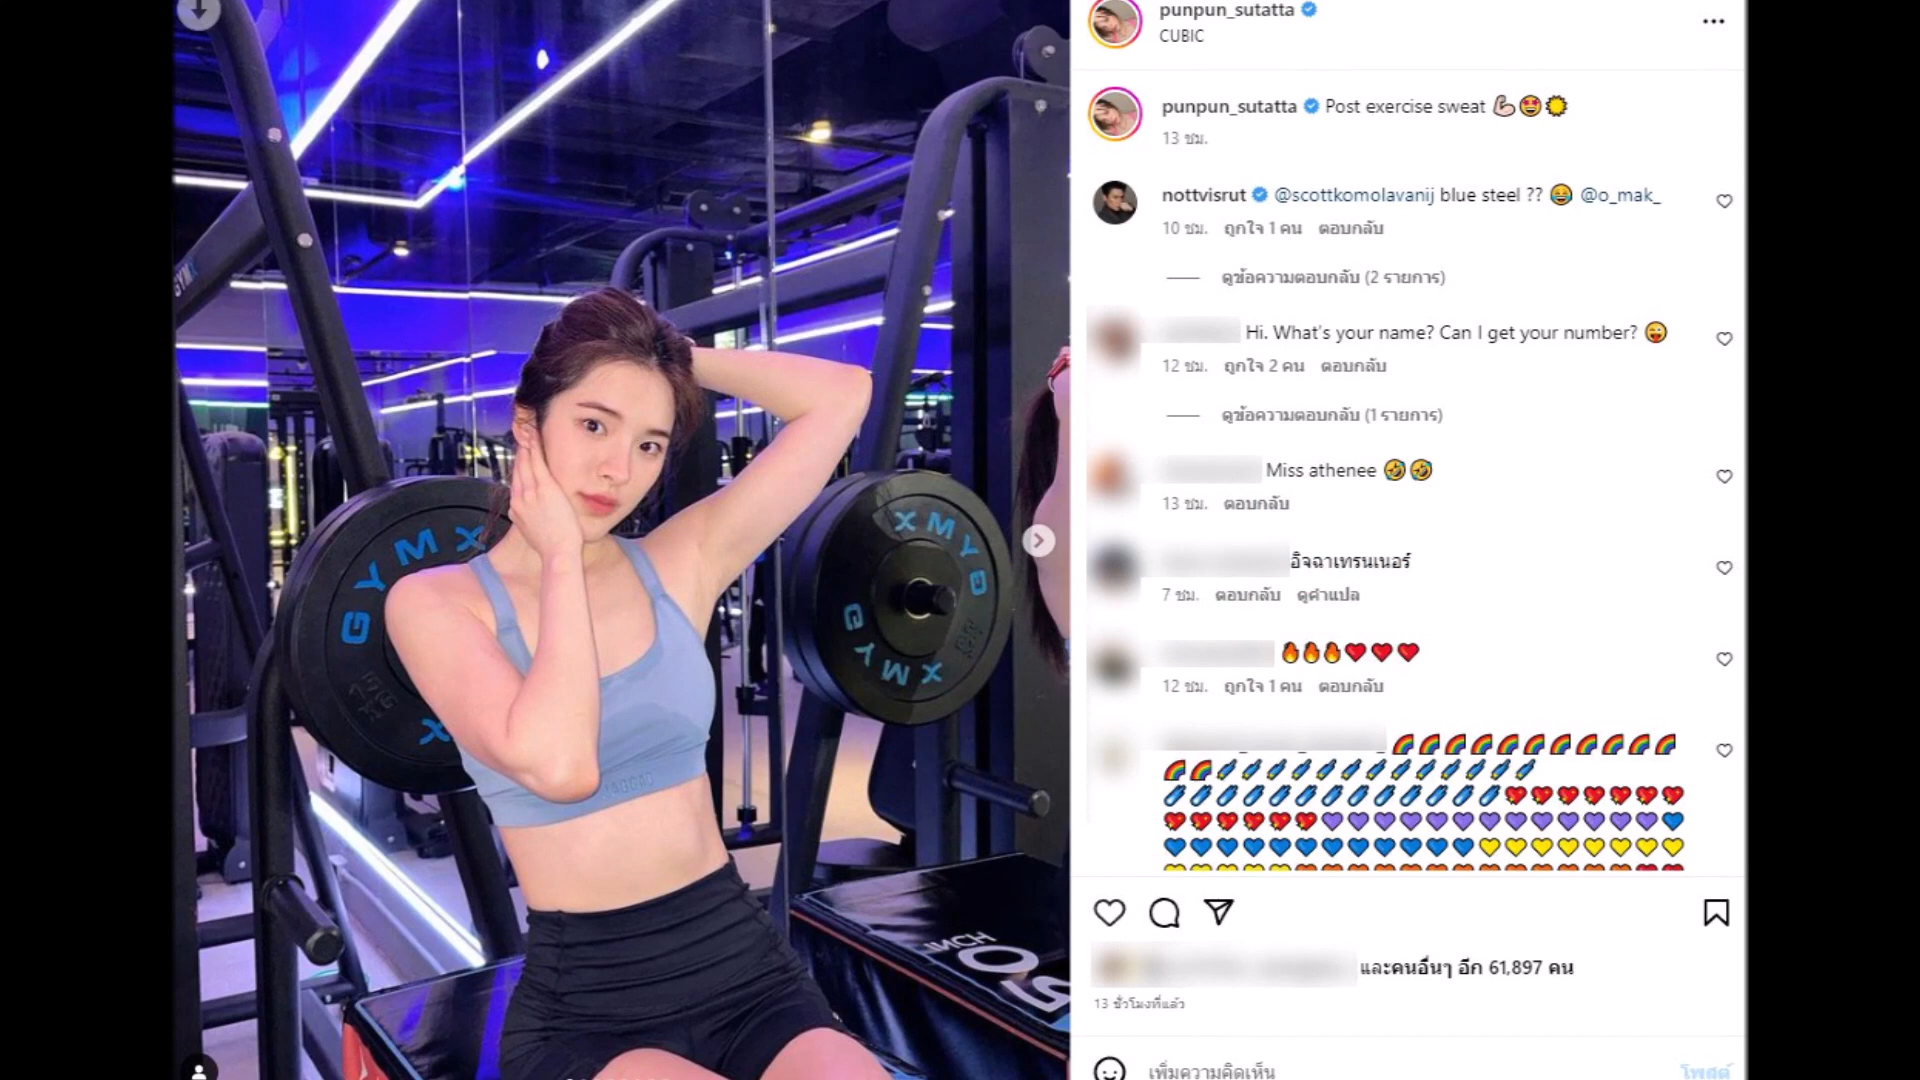 punpun_sutatta
CUBIC
punpun_sutatta Post exercise sweat 💪🤩☀️
13 ชม.
nottvisrut @scottkomolavanij blue steel ?? 😂 @o_mak_
10 ชม. ถูกใจ 1 คน ตอบกลับ
ดูข้อความตอบกลับ (2 รายการ)
Hi. What's your name? Can I get your number? 😜
12 ชม. ถูกใจ 2 คน ตอบกลับ
ดูข้อความตอบกลับ (1 รายการ)
Miss athenee 🤣🤣
13 ชม. ตอบกลับ
อิจฉาเทรนเนอร์
7 ชม. ตอบกลับ ดูคำแปล
🔥🔥🔥❤️❤️❤️
12 ชม. ถูกใจ 1 คน ตอบกลับ
และคนอื่นๆ อีก 61,897 คน
13 ชั่วโมงที่แล้ว
เพิ่มความคิดเห็น
โพสต์
GYMX
XMYG
GYMX
X
INCH
50